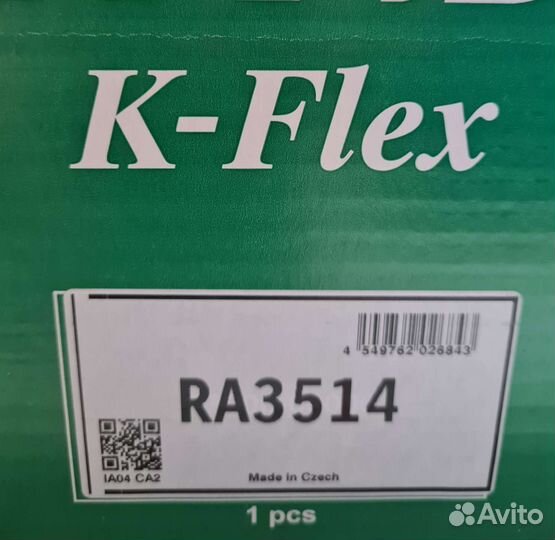 K-Flex
4 549762 026843
RA3514
IA04 CA2
Made in Czech
1 pcs
Avito